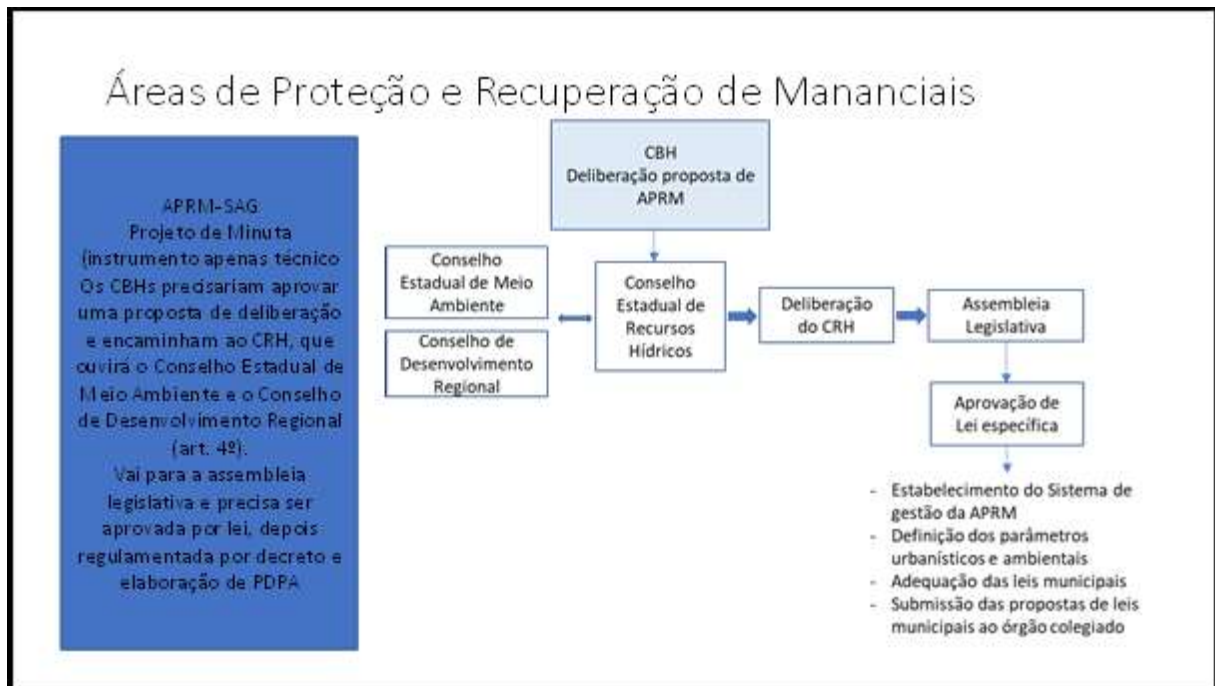 Áreas de Proteção e Recuperação de Mananciais
APRM-SAG
Projeto de Minuta
(instrumento apenas técnico
Os CBHs precisariam aprovar
uma proposta de deliberação
e encaminham ao CRH, que
ouvirá o Conselho Estadual de
Meio Ambiente e o Conselho
de Desenvolvimento Regional
(art. 4º).
Vai para a assembleia
legislativa e precisa ser
aprovada por lei, depois
regulamentada por decreto e
elaboração de PDPA
CBH
Deliberação proposta de
APRM
Conselho
Estadual de Meio
Ambiente
Conselho de
Desenvolvimento
Regional
Conselho
Estadual de
Recursos
Hídricos
Deliberação
do CRH
Assembleia
Legislativa
Aprovação de
Lei específica
- Estabelecimento do Sistema de
gestão da APRM
- Definição dos parâmetros
urbanísticos e ambientais
- Adequação das leis municipais
- Submissão das propostas de leis
municipais ao órgão colegiado